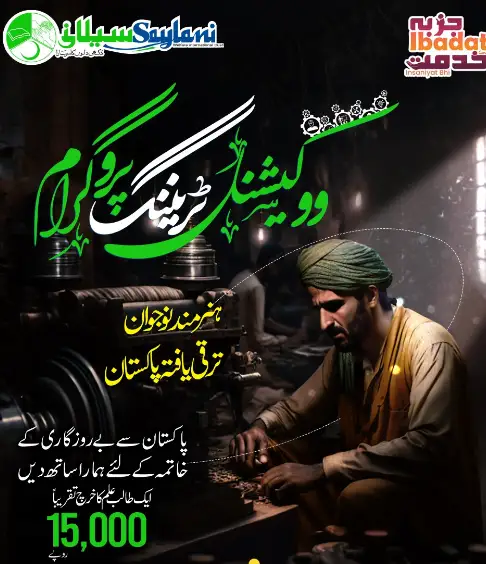 سیلانی Saylani
جزبہ
Ibadat
خدمت
Insaniyat Bhi
ووکیشنل ٹریننگ پروگرام
ہنرمند نوجوان
ترقی یافتہ پاکستان
پاکستان سے بے روزگاری کے
خاتمہ کے لئے ہمارا ساتھ دیں
ایک طالب علم کا خرچ تقریباً
15,000
روپے